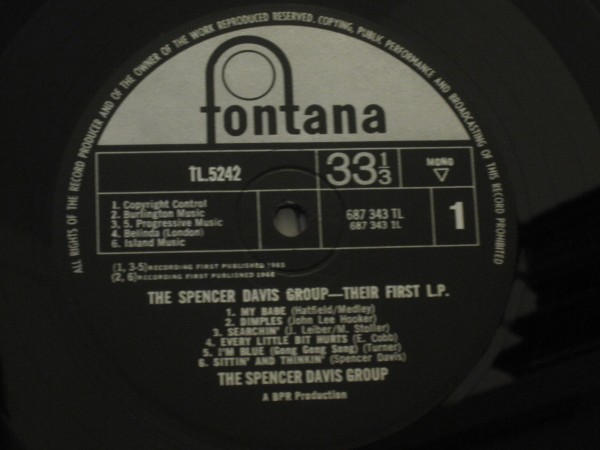 ALL RIGHTS OF THE RECORD PRODUCER AND OF THE OWNER OF THE WORK REPRODUCED RESERVED. COPYING, PUBLIC PERFORMANCE AND BROADCASTING OF THIS RECORD PROHIBITED
fontana
TL.5242
33 1/3
MONO
1. Copyright Control
2. Burlington Music
3, 5. Progressive Music
4. Belinda (London)
6. Island Music
687 343 TL
687 343 1L
1
(1, 3-5) RECORDING FIRST PUBLISHED 1965
(2, 6) RECORDING FIRST PUBLISHED
THE SPENCER DAVIS GROUP—THEIR FIRST L.P.
1. MY BABE (Hatfield/Medley)
2. DIMPLES (John Lee Hooker)
3. SEARCHIN' (J. Leiber/M. Stoller)
4. EVERY LITTLE BIT HURTS (E. Cobb)
5. I'M BLUE (Gong Gong Song) (Turner)
6. SITTIN' AND THINKIN' (Spencer Davis)
THE SPENCER DAVIS GROUP
A BPR Production